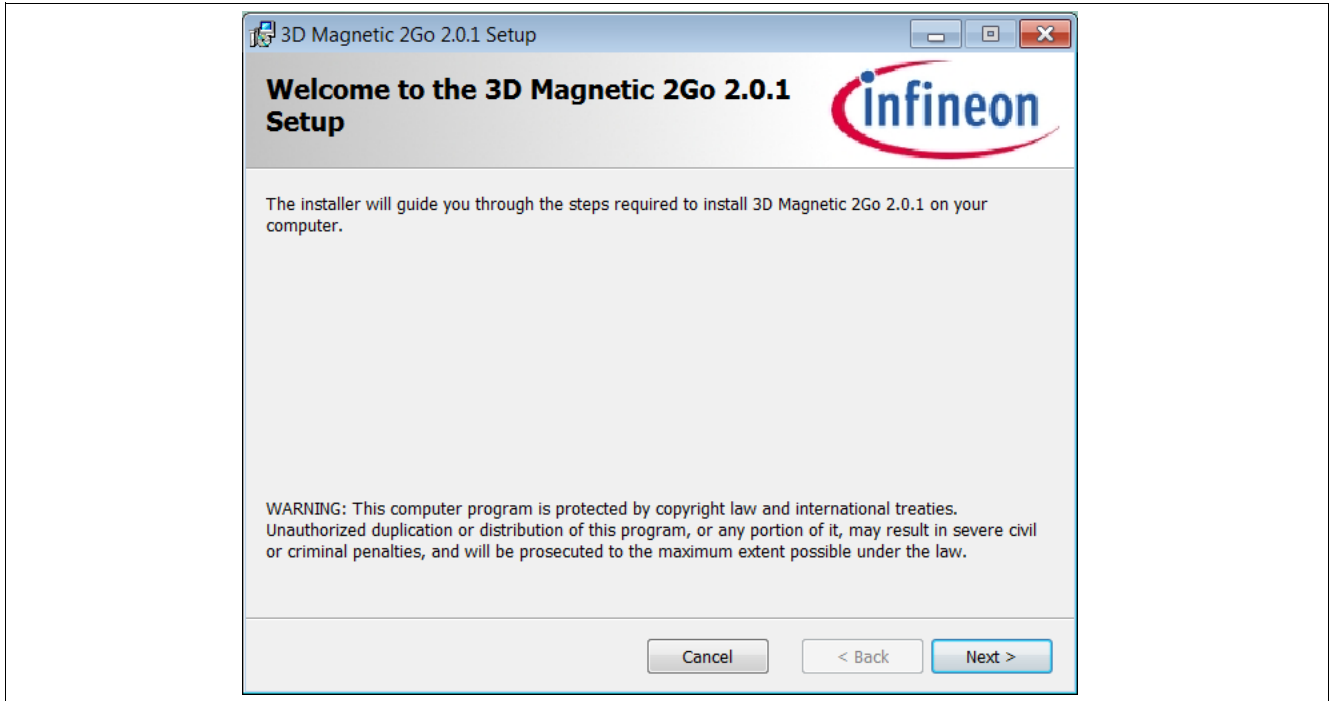 3D Magnetic 2Go 2.0.1 Setup
Welcome to the 3D Magnetic 2Go 2.0.1
Setup
infineon
The installer will guide you through the steps required to install 3D Magnetic 2Go 2.0.1 on your
computer.
WARNING: This computer program is protected by copyright law and international treaties.
Unauthorized duplication or distribution of this program, or any portion of it, may result in severe civil
or criminal penalties, and will be prosecuted to the maximum extent possible under the law.
Cancel
< Back
Next >